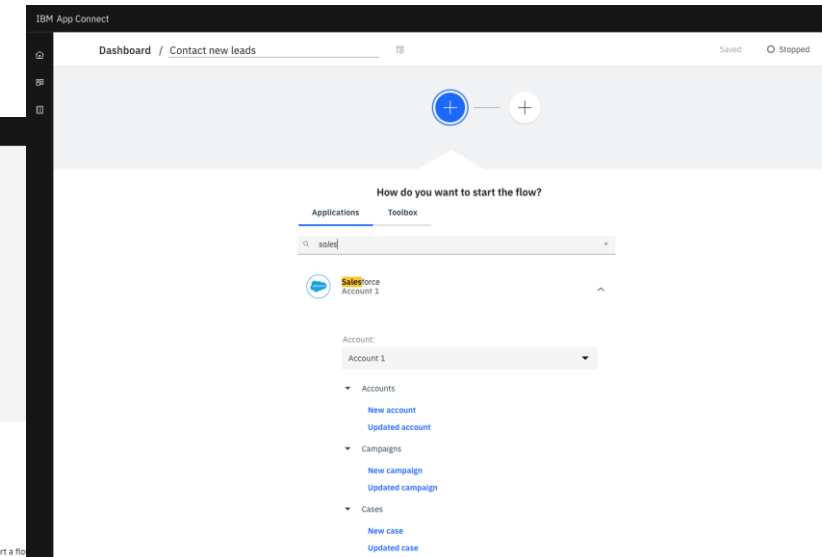 IBM App Connect
Dashboard / Contact new leads
Saved
Stopped
How do you want to start the flow?
Applications Toolbox
sales
Salesforce
Account 1
Account:
Account 1
Accounts
New account
Updated account
Campaigns
New campaign
Updated campaign
Cases
New case
Updated case
rt a flo